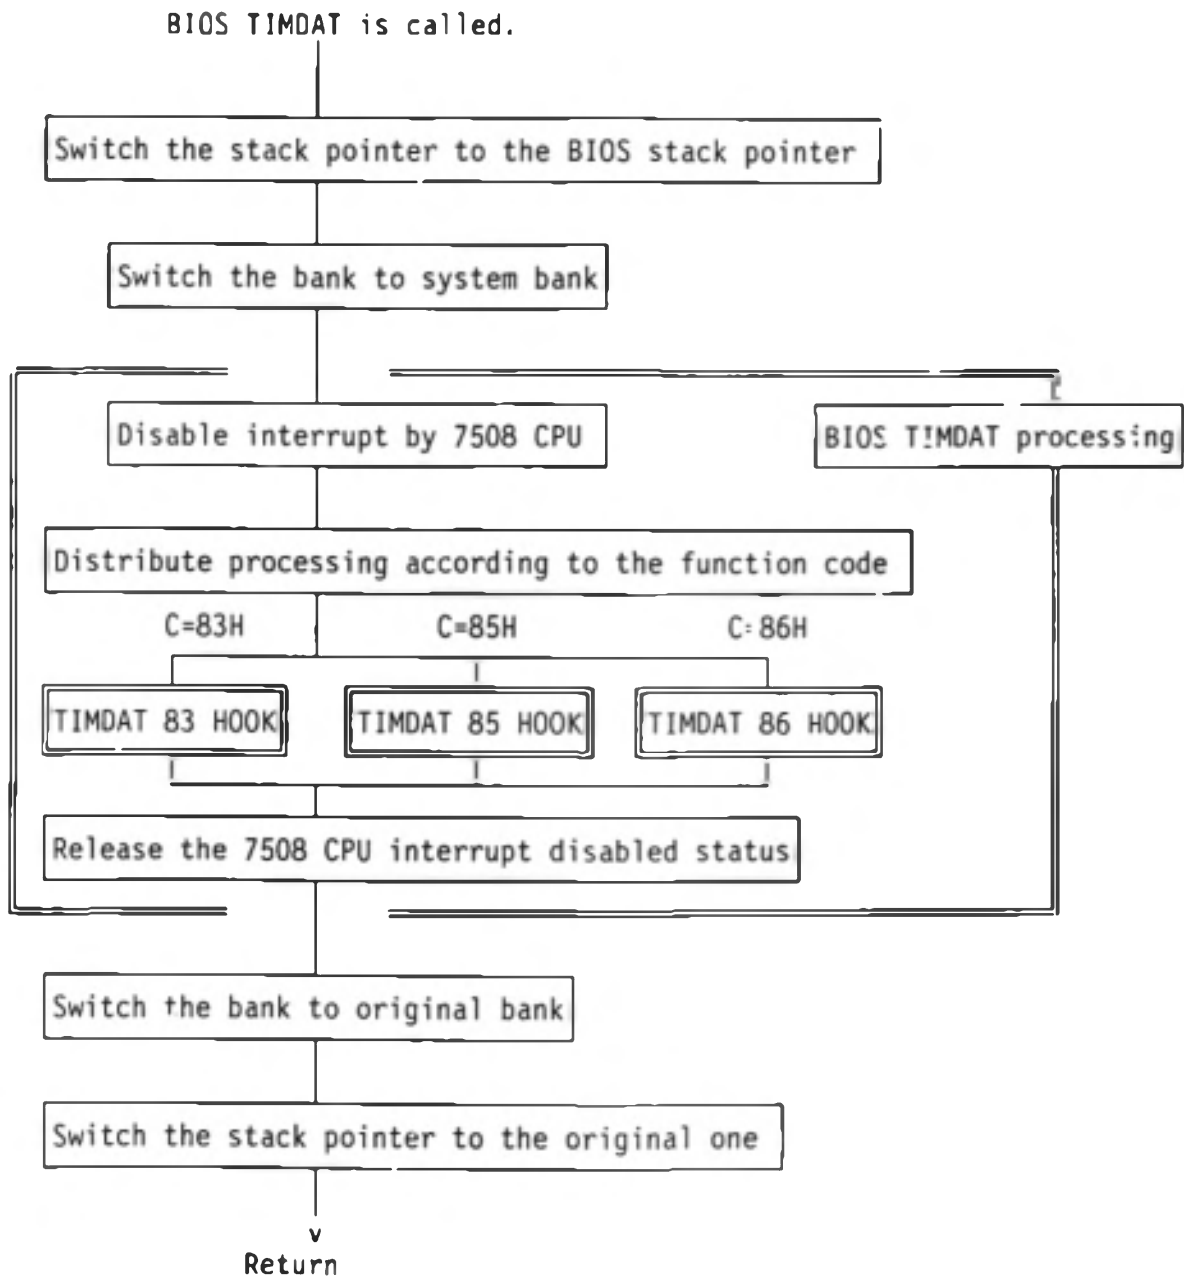 BIOS TIMDAT is called.
Switch the stack pointer to the BIOS stack pointer
Switch the bank to system bank
Disable interrupt by 7508 CPU
BIOS TIMDAT processing
Distribute processing according to the function code
C=83H C=85H C=86H
TIMDAT 83 HOOK TIMDAT 85 HOOK TIMDAT 86 HOOK
Release the 7508 CPU interrupt disabled status
Switch the bank to original bank
Switch the stack pointer to the original one
v
Return